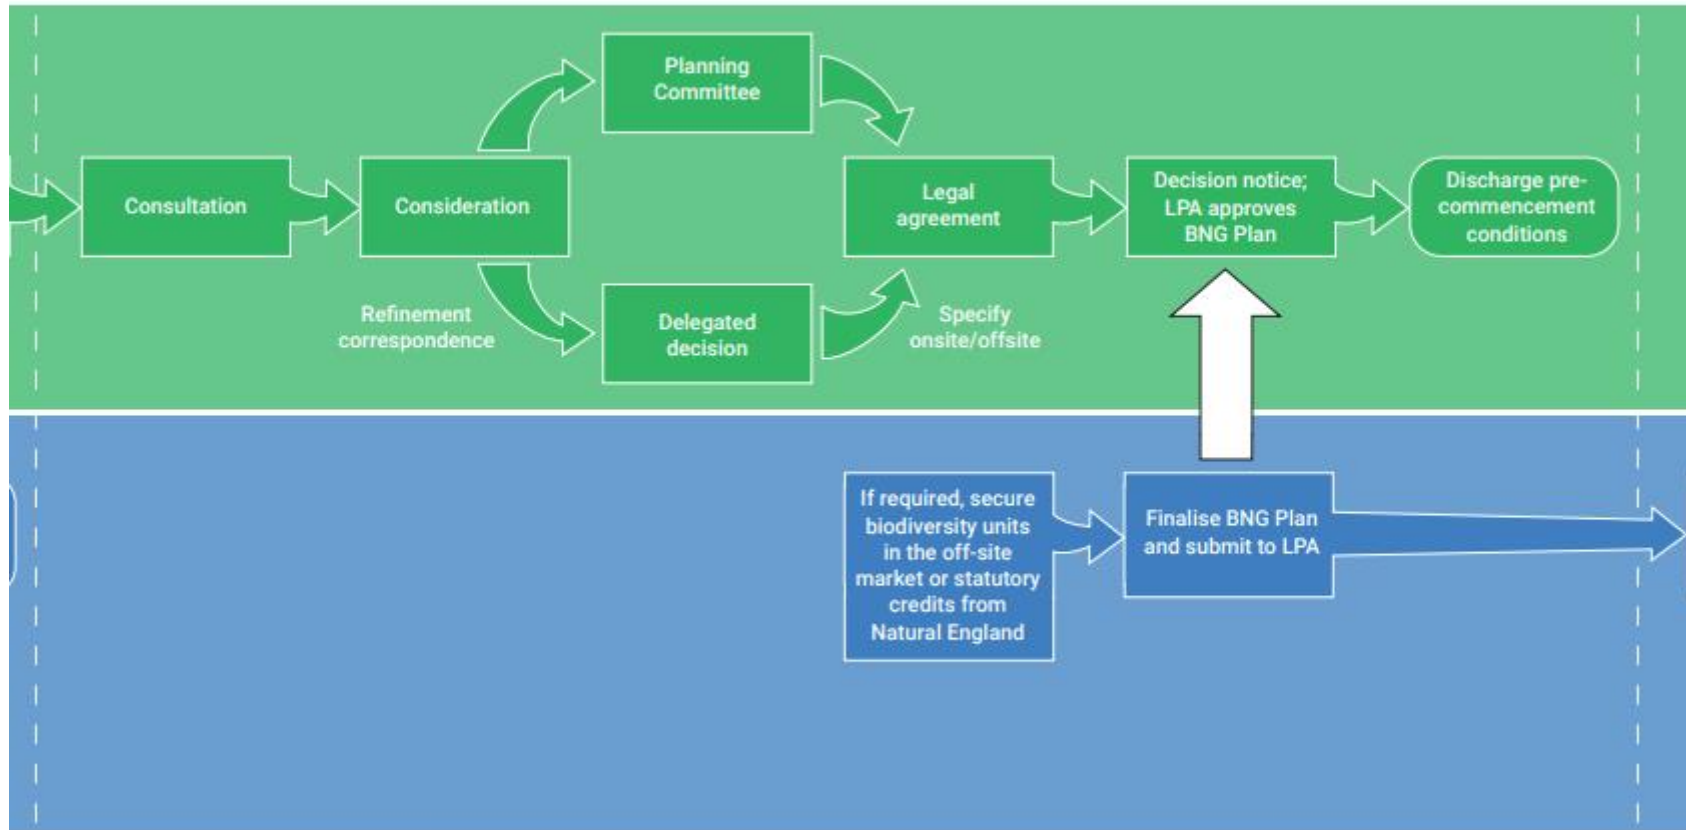 Planning
Committee
Consultation
Consideration
Legal
agreement
Decision notice;
LPA approves
BNG Plan
Discharge pre-
commencement
conditions
Refinement
correspondence
Delegated
decision
Specify
onsite/offsite
If required, secure
biodiversity units
in the off-site
market or statutory
credits from
Natural England
Finalise BNG Plan
and submit to LPA